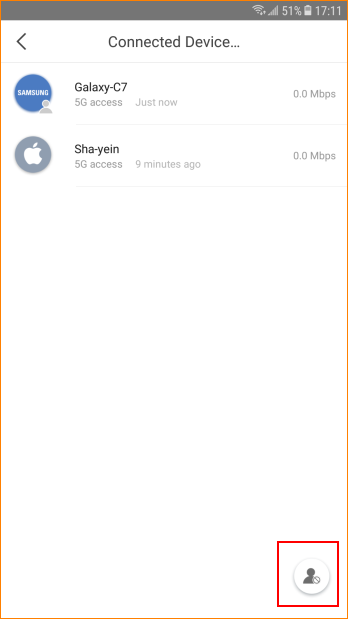 51% 17:11
Connected Device...
SAMSUNG
Galaxy-C7
5G access Just now
0.0 Mbps
Sha-yein
5G access 9 minutes ago
0.0 Mbps